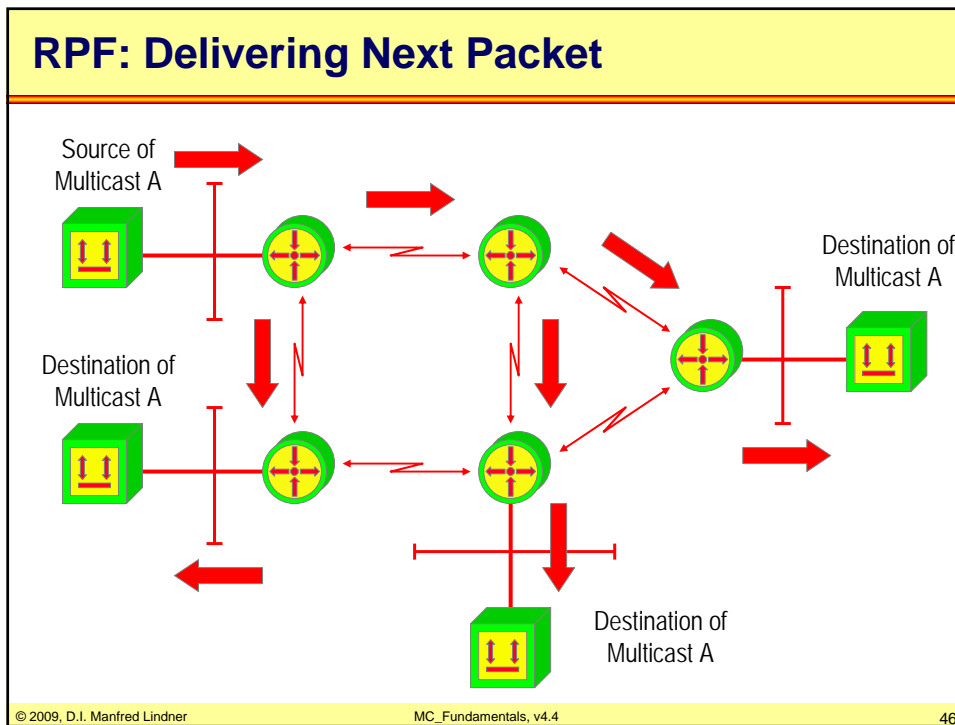 RPF: Delivering Next Packet
Source of
Multicast A
Destination of
Multicast A
Destination of
Multicast A
Destination of
Multicast A
© 2009, D.I. Manfred Lindner
MC_Fundamentals, v4.4
46